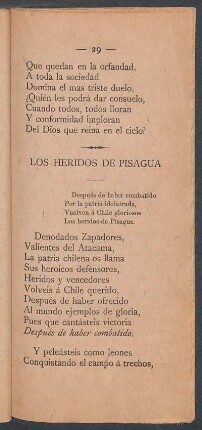 — 29 —
Que quedan en la orfandad.
A toda la sociedad
Domina el mas triste duelo,
¿Quién les podrá dar consuelo,
Cuando todos, todos lloran
Y conformidad imploran
Del Dios que reina en el cielo?
LOS HERIDOS DE PISAGUA
Después de haber combatido
Por la patria idolatrada,
Vuelven á Chile gloriosos
Los heridos de Pisagua.
Denodados Zapadores,
Valientes del Atacama,
La patria chilena os llama
Sus heroicos defensores,
Heridos y vencedores
Volveis á Chile querido,
Después de haber ofrecido
Al mundo ejemplos de gloria,
Pues que cantásteis victoria
Después de haber combatido.
Y peleásteis como leones
Conquistando el campo á trechos,